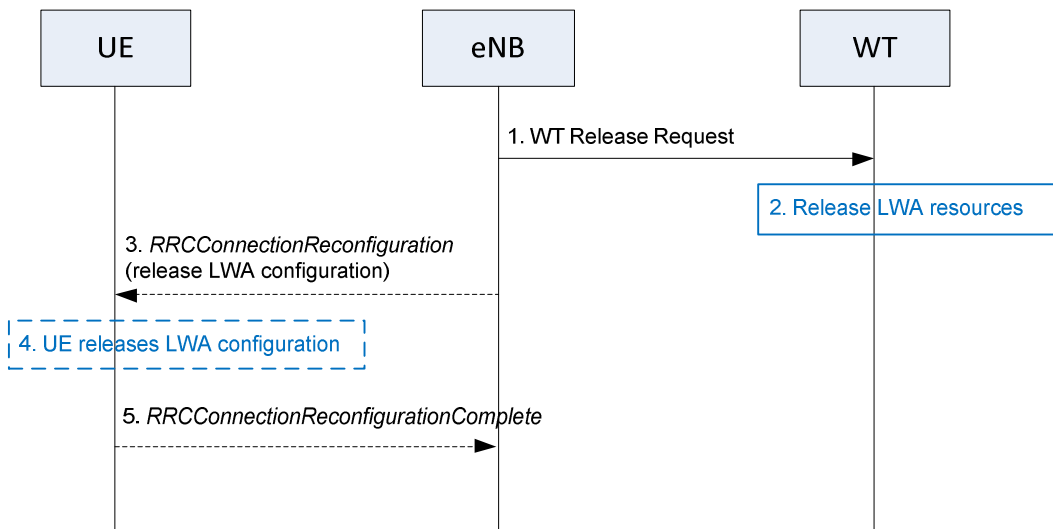 UE
eNB
WT
1. WT Release Request
2. Release LWA resources
3. RRCConnectionReconfiguration
(release LWA configuration)
4. UE releases LWA configuration
5. RRCConnectionReconfigurationComplete